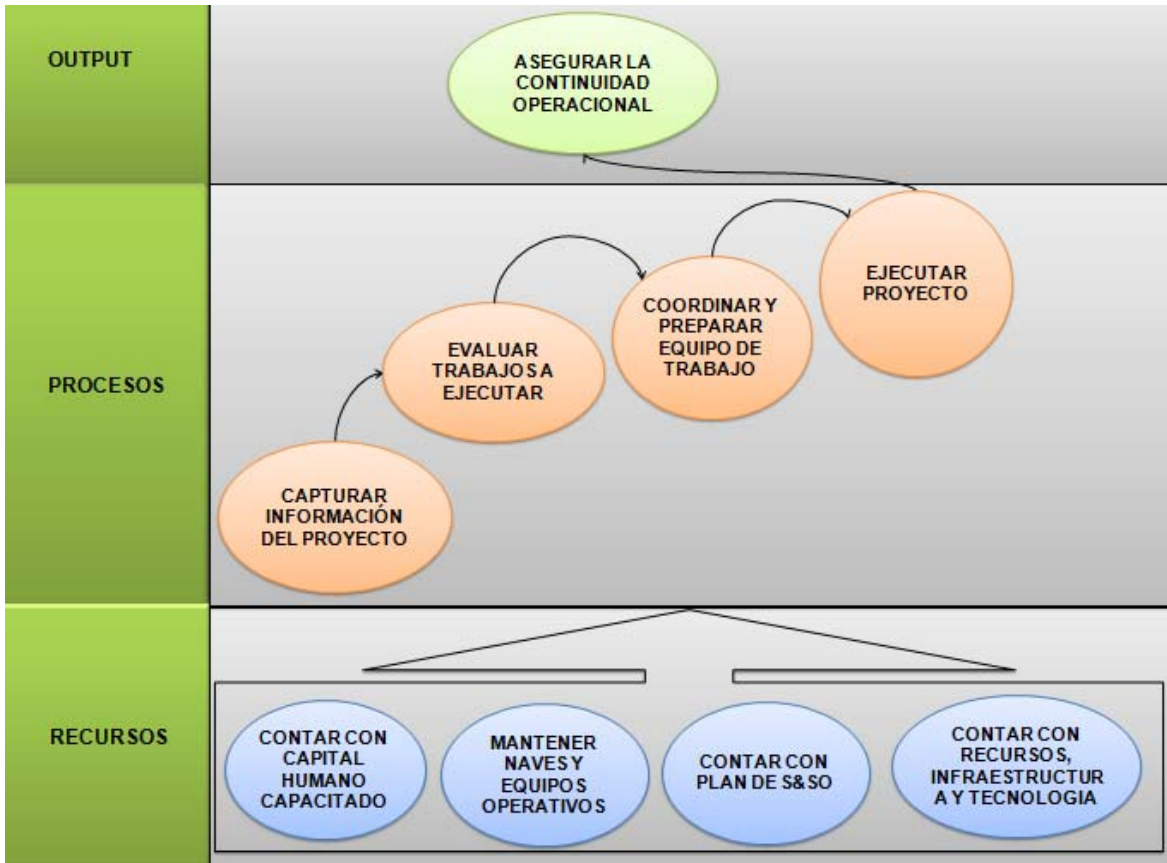 OUTPUT
ASEGURAR LA
CONTINUIDAD
OPERACIONAL
PROCESOS
EJECUTAR
PROYECTO
COORDINAR Y
PREPARAR
EQUIPO DE
TRABAJO
EVALUAR
TRABAJOS A
EJECUTAR
CAPTURAR
INFORMACIÓN
DEL PROYECTO
RECURSOS
CONTAR CON
CAPITAL
HUMANO
CAPACITADO
MANTENER
NAVES Y
EQUIPOS
OPERATIVOS
CONTAR CON
PLAN DE S&SO
CONTAR CON
RECURSOS,
INFRAESTRUCTUR
A Y TECNOLOGIA